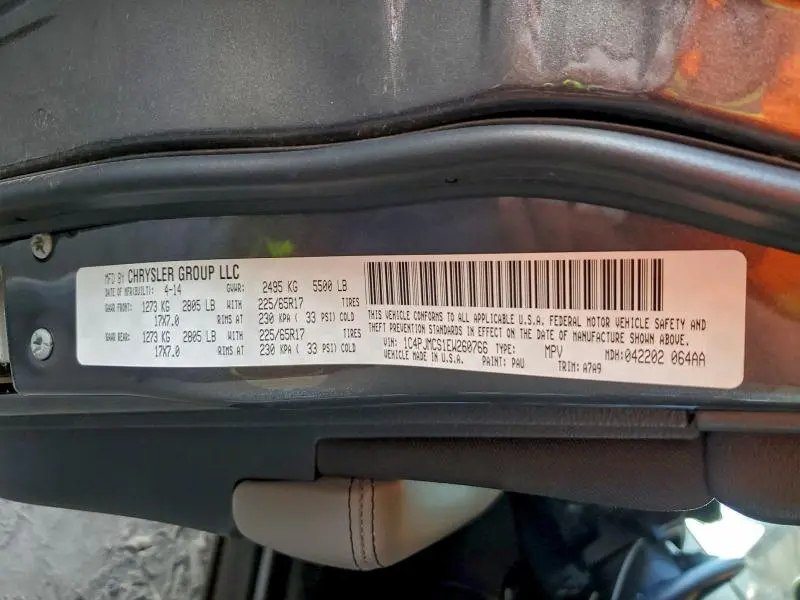 MFD BY CHRYSLER GROUP LLC
DATE OF MFR(BUILT): 4-14 GVWR: 2495 KG 5500 LB
GAWR FRONT: 1273 KG 2805 LB WITH 225/65R17 TIRES
17X7.0 RIMS AT 230 KPA ( 33 PSI) COLD
GAWR REAR: 1273 KG 2805 LB WITH 225/65R17 TIRES
17X7.0 RIMS AT 230 KPA ( 33 PSI) COLD
THIS VEHICLE CONFORMS TO ALL APPLICABLE U.S.A. FEDERAL MOTOR VEHICLE SAFETY AND
THEFT PREVENTION STANDARDS IN EFFECT ON THE DATE OF MANUFACTURE SHOWN ABOVE.
VIN: 1C4PJMCS1EW260766 TYPE: MPV MDH:042202 064AA
VEHICLE MADE IN U.S.A. PAINT: PAU TRIM: A7A9